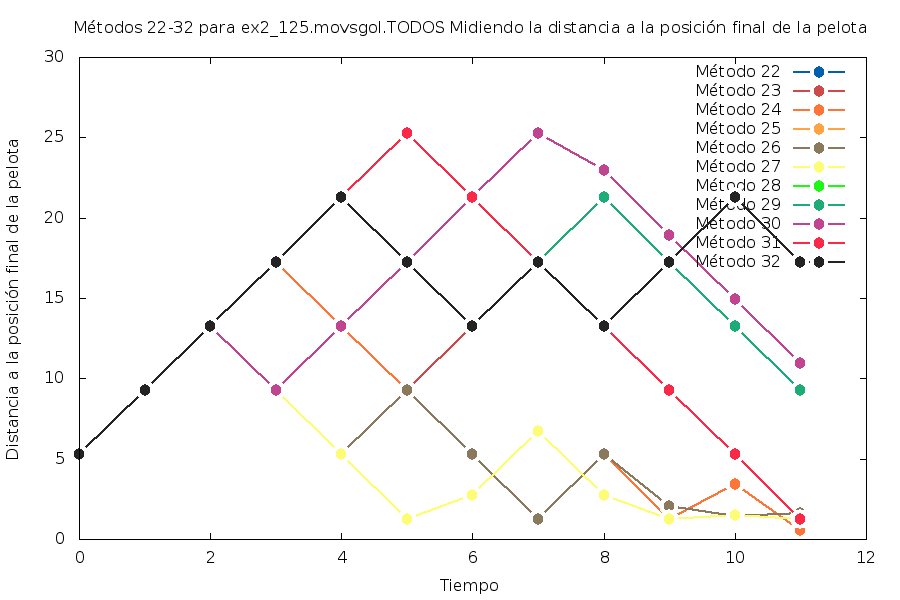 Métodos 22-32 para ex2_125.movsgol.TODOS Midiendo la distancia a la posición final de la pelota
30
25
20
15
10
5
0
Distancia a la posición final de la pelota
Método 22
Método 23
Método 24
Método 25
Método 26
Método 27
Método 28
Método 29
Método 30
Método 31
Método 32
0 2 4 6 8 10 12
Tiempo